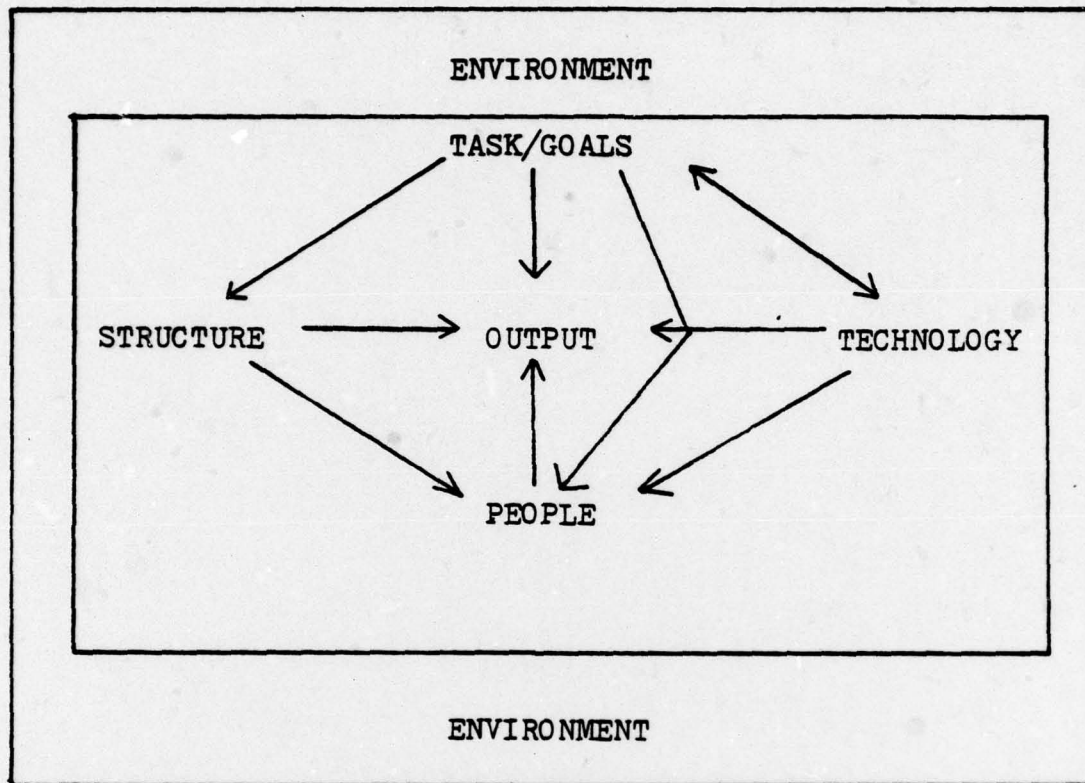 ENVIRONMENT
TASK/GOALS
STRUCTURE OUTPUT TECHNOLOGY
PEOPLE
ENVIRONMENT